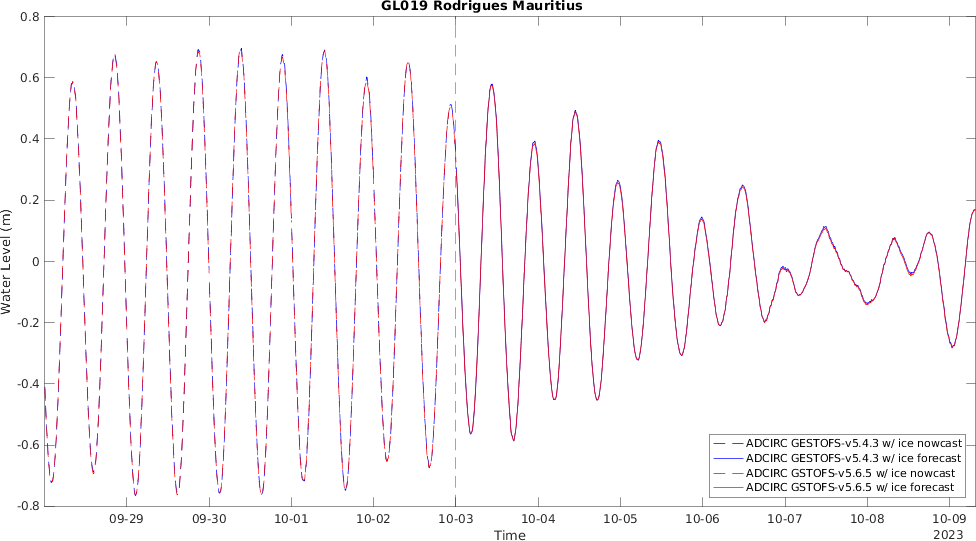 GL019 Rodrigues Mauritius
0.8
0.6
0.4
0.2
0
-0.2
-0.4
-0.6
-0.8
Water Level (m)
ADCIRC GESTOFS-v5.4.3 w/ ice nowcast
ADCIRC GESTOFS-v5.4.3 w/ ice forecast
ADCIRC GSTOFS-v5.6.5 w/ ice nowcast
ADCIRC GSTOFS-v5.6.5 w/ ice forecast
09-29 09-30 10-01 10-02 10-03 10-04 10-05 10-06 10-07 10-08 10-09
Time
2023